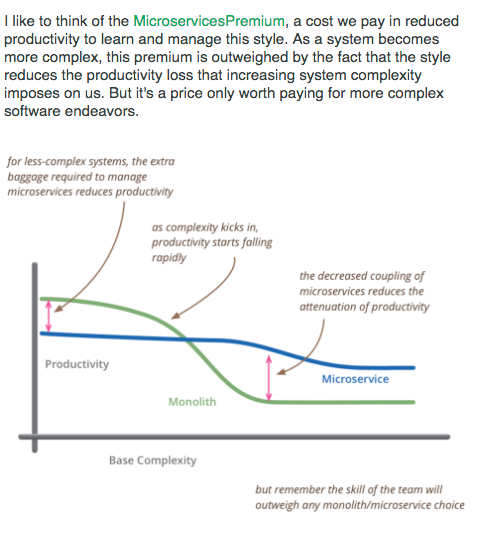 I like to think of the MicroservicesPremium, a cost we pay in reduced
productivity to learn and manage this style. As a system becomes
more complex, this premium is outweighed by the fact that the style
reduces the productivity loss that increasing system complexity
imposes on us. But it's a price only worth paying for more complex
software endeavors.
for less-complex systems, the extra
baggage required to manage
microservices reduces productivity
as complexity kicks in,
productivity starts falling
rapidly
the decreased coupling of
microservices reduces the
attenuation of productivity
Productivity
Microservice
Monolith
Base Complexity
but remember the skill of the team will
outweigh any monolith/microservice choice